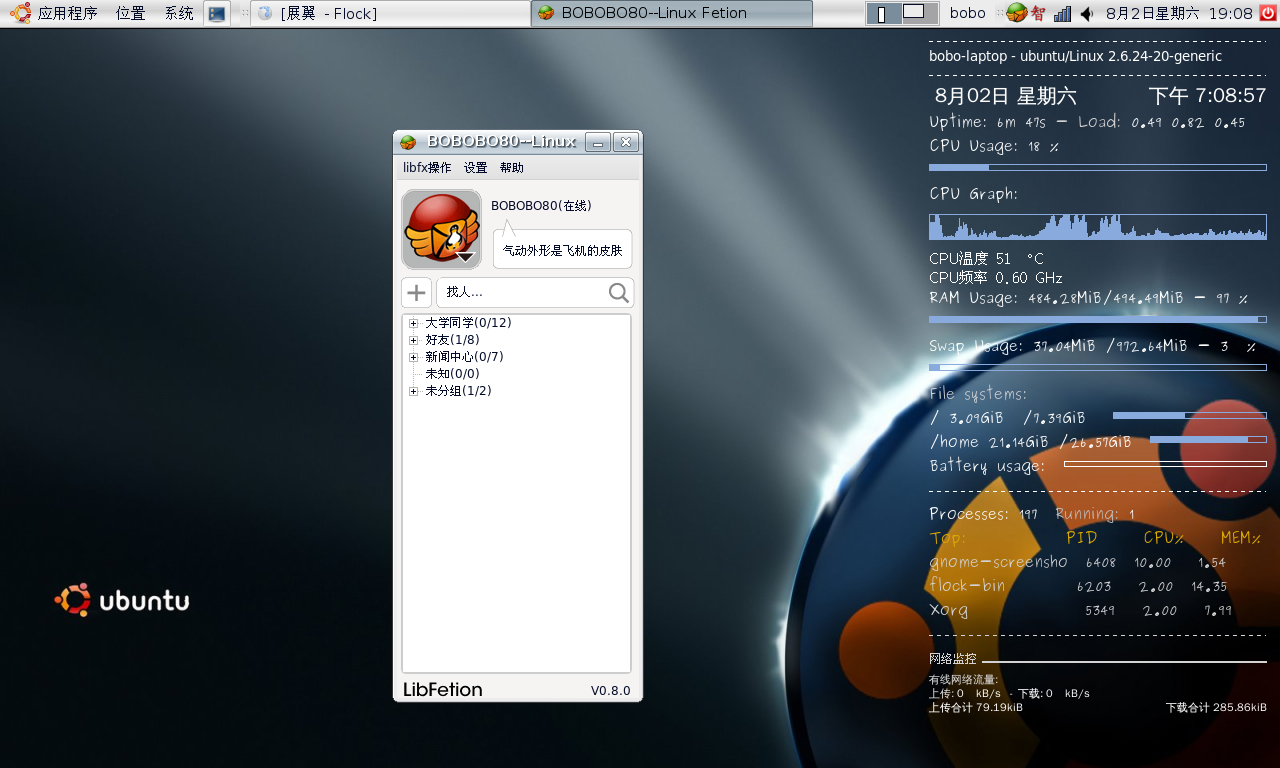 应用程序 位置 系统 [展翼 - Flock] BOBOBO80--Linux Fetion bobo 智 8月2日星期六 19:08
BOBOBO80--Linux
libfx操作 设置 帮助
BOBOBO80(在线)
气动外形是飞机的皮肤
找人...
大学同学(0/12)
好友(1/8)
新闻中心(0/7)
未知(0/0)
未分组(1/2)
LibFetion V0.8.0
ubuntu
bobo-laptop - ubuntu/Linux 2.6.24-20-generic
8月02日 星期六 下午 7:08:57
Uptime: 6m 47s - Load: 0.49 0.82 0.45
CPU Usage: 18 %
CPU Graph:
CPU温度 51 °C
CPU频率 0.60 GHz
RAM Usage: 484.28MiB/494.49MiB - 97 %
Swap Usage: 37.04MiB /972.64MiB - 3 %
File systems:
/ 3.09GiB /7.39GiB
/home 21.14GiB /26.57GiB
Battery usage:
Processes: 197 Running: 1
Top: PID CPU% MEM%
gnome-screensho 6408 10.00 1.54
flock-bin 6203 2.00 14.35
Xorg 5349 2.00 7.99
网络监控
有线网络流量:
上传: 0 kB/s - 下载: 0 kB/s
上传合计 79.19kiB 下载合计 285.86kiB